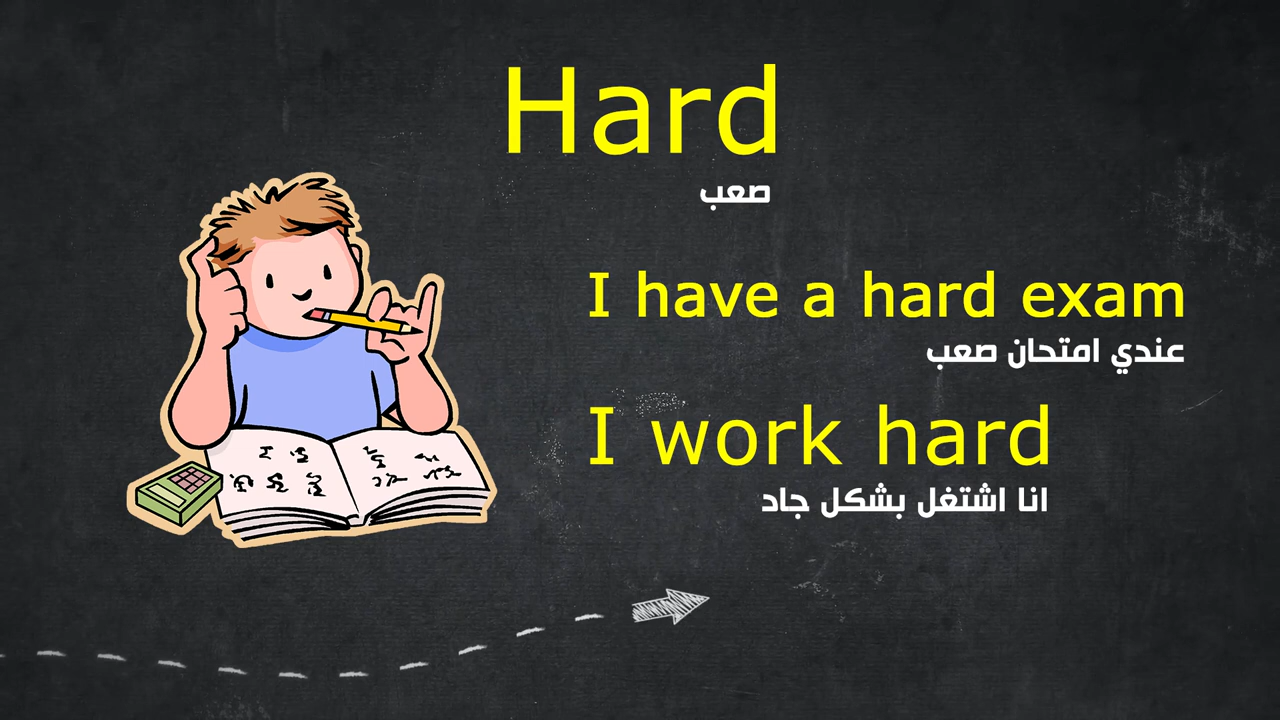 Hard
صعب
I have a hard exam
عندي امتحان صعب
I work hard
انا اشتغل بشكل جاد